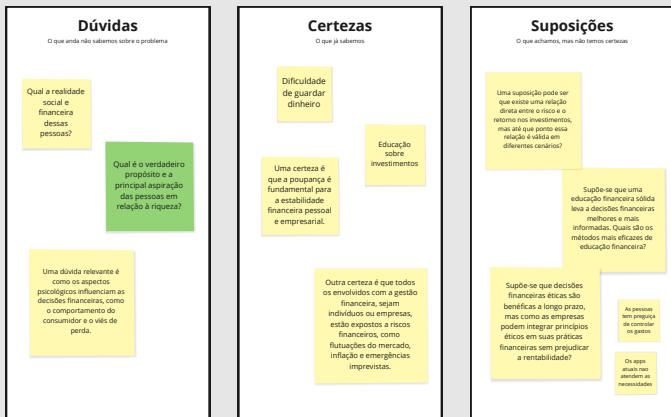 Dúvidas
O que anda não sabemos sobre o problema
Qual a realidade
social e
financeira
dessas
pessoas?
Qual é o verdadeiro
propósito e a
principal aspiração
das pessoas em
relação à riqueza?
Uma dúvida relevante é
como os aspectos
psicológicos influenciam as
decisões financeiras, como
o comportamento do
consumidor e o viés de
perda.
Certezas
O que já sabemos
Dificuldade
de guardar
dinheiro
Educação
sobre
investimentos
Uma certeza é
que a poupança é
fundamental para
a estabilidade
financeira pessoal
e empresarial.
Outra certeza é que todos
os envolvidos com a gestão
financeira, sejam
indivíduos ou empresas,
estão expostos a riscos
financeiros, como
flutuações do mercado,
inflação e emergências
imprevistas.
Suposições
O que achamos, mas não temos certezas
Uma suposição pode ser
que existe uma relação
direta entre o risco e o
retorno nos investimentos,
mas até que ponto essa
relação é válida em
diferentes cenários?
Supõe-se que uma
educação financeira sólida
leva a decisões financeiras
melhores e mais
informadas. Quais são os
métodos mais eficazes de
educação financeira?
Supõe-se que decisões
financeiras éticas são
benéficas a longo prazo,
mas como as empresas
podem integrar princípios
éticos em suas práticas
financeiras sem prejudicar
a rentabilidade?
As pessoas
tem preguiça
de controlar
os gastos
Os apps
atuais nao
atendem as
necessidades